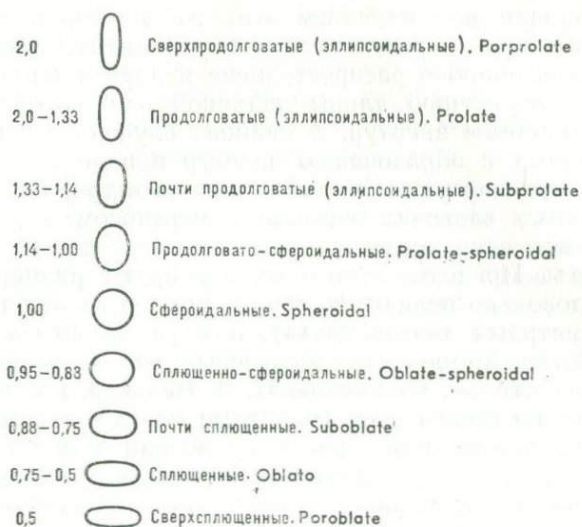 2,0 Сверхпродолговатые (эллипсоидальные). Porprolate
2,0–1,33 Продолговатые (эллипсоидальные). Prolate
1,33–1,14 Почти продолговатые (эллипсоидальные). Subprolate
1,14–1,00 Продолговато-сфероидальные. Prolate-spheroidal
1,00 Сфероидальные. Spheroidal
0,95–0,83 Сплющенно-сфероидальные. Oblate-spheroidal
0,88–0,75 Почти сплющенные. Suboblate
0,75–0,5 Сплющенные. Oblato
0,5 Сверхсплющенные. Poroblate